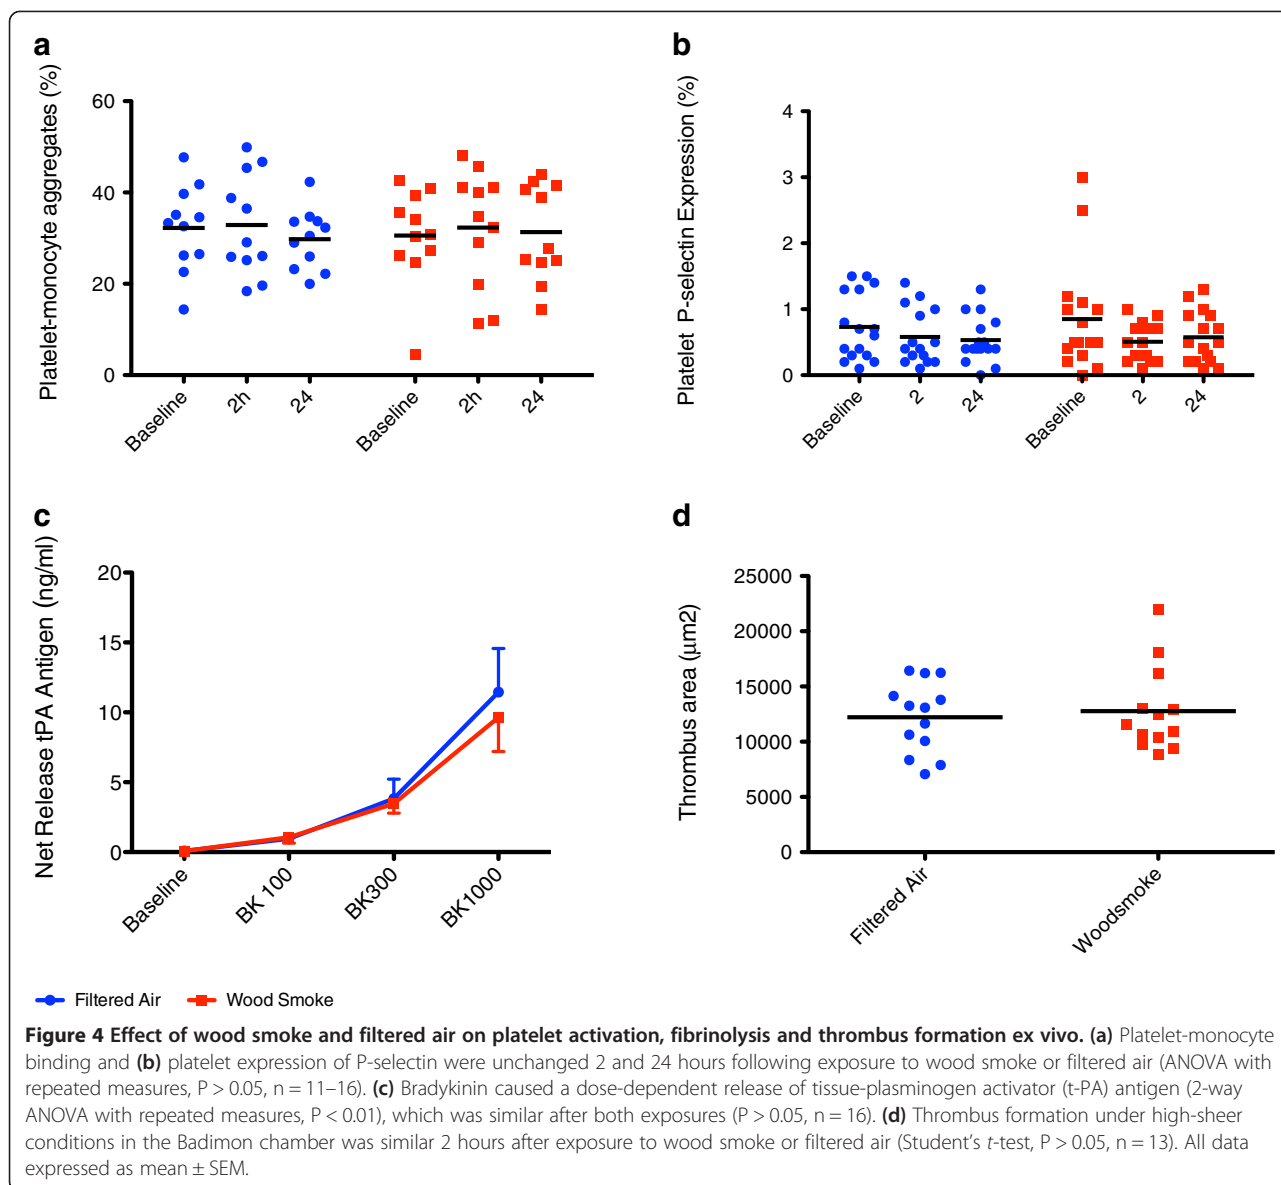 a
Platelet-monocyte aggregates (%)
60
40
20
0
Baseline
2h
24
Baseline
2h
24
b
Platelet P-selectin Expression (%)
4
3
2
1
0
Baseline
2
24
Baseline
2
24
c
Net Release tPA Antigen (ng/ml)
20
15
10
5
0
Baseline
BK 100
BK300
BK1000
d
Thrombus area (μm2)
25000
20000
15000
10000
5000
0
Filtered Air
Woodsmoke
Filtered Air
Wood Smoke
Figure 4 Effect of wood smoke and filtered air on platelet activation, fibrinolysis and thrombus formation ex vivo. (a) Platelet-monocyte
binding and (b) platelet expression of P-selectin were unchanged 2 and 24 hours following exposure to wood smoke or filtered air (ANOVA with
repeated measures, P > 0.05, n = 11–16). (c) Bradykinin caused a dose-dependent release of tissue-plasminogen activator (t-PA) antigen (2-way
ANOVA with repeated measures, P < 0.01), which was similar after both exposures (P > 0.05, n = 16). (d) Thrombus formation under high-sheer
conditions in the Badimon chamber was similar 2 hours after exposure to wood smoke or filtered air (Student's t-test, P > 0.05, n = 13). All data
expressed as mean ± SEM.